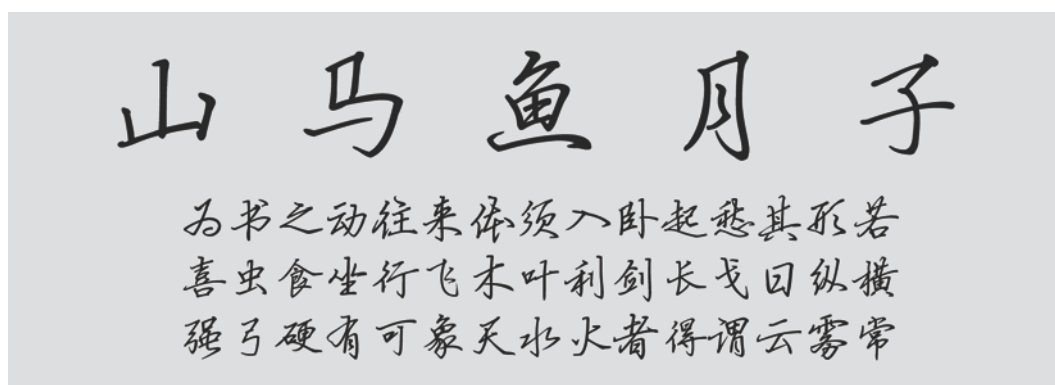 山马鱼月子
为书之动往来体须入卧起愁其形若
喜虫食坐行飞木叶利剑长戈日纵横
强弓硬有可象天水火者得谓云雾常